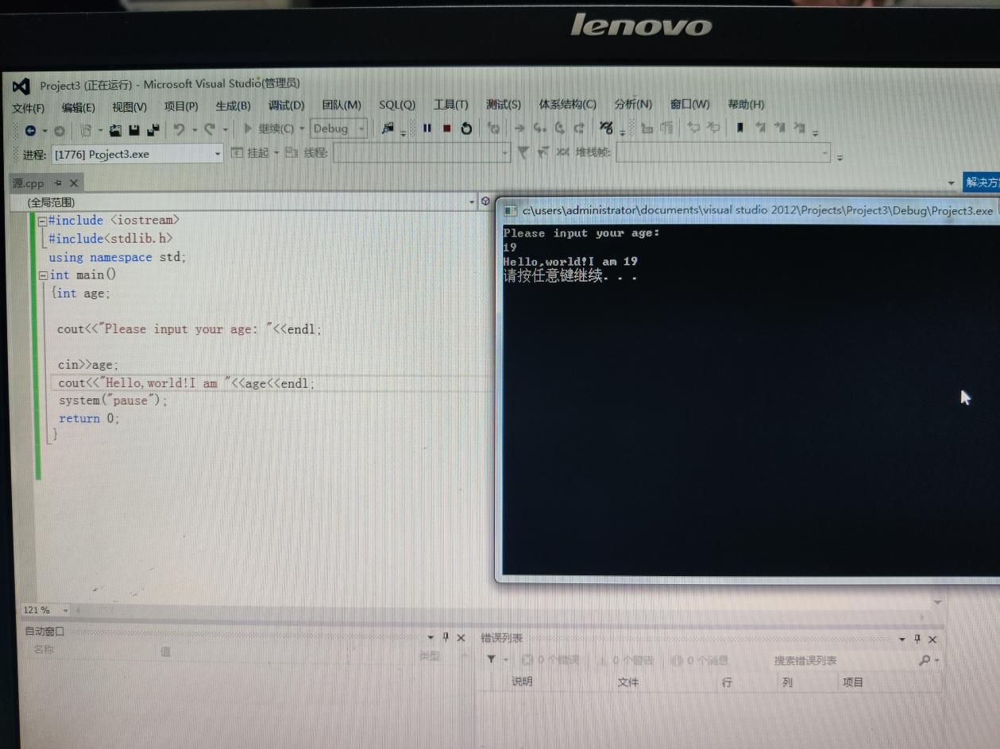 lenovo
Project3 (正在运行) - Microsoft Visual Studio(管理员)
文件(F) 编辑(E) 视图(V) 项目(P) 生成(B) 调试(D) 团队(M) SQL(Q) 工具(T) 测试(S) 体系结构(C) 分析(N) 窗口(W) 帮助(H)
继续(C) Debug
进程: [1776] Project3.exe 挂起 线程: 堆栈帧:
源.cpp
解决方
(全局范围)
#include <iostream>
#include<stdlib.h>
using namespace std;
int main()
{int age;
cout<<"Please input your age: "<<endl;
cin>>age;
cout<<"Hello,world!I am "<<age<<endl;
system("pause");
return 0;
}
c:\users\administrator\documents\visual studio 2012\Projects\Project3\Debug\Project3.exe
Please input your age:
19
Hello,world!I am 19
请按任意键继续. . .
121 %
自动窗口
名称 值 类型
错误列表
0 个错误 0 个警告 0 个消息 搜索错误列表
说明 文件 行 列 项目